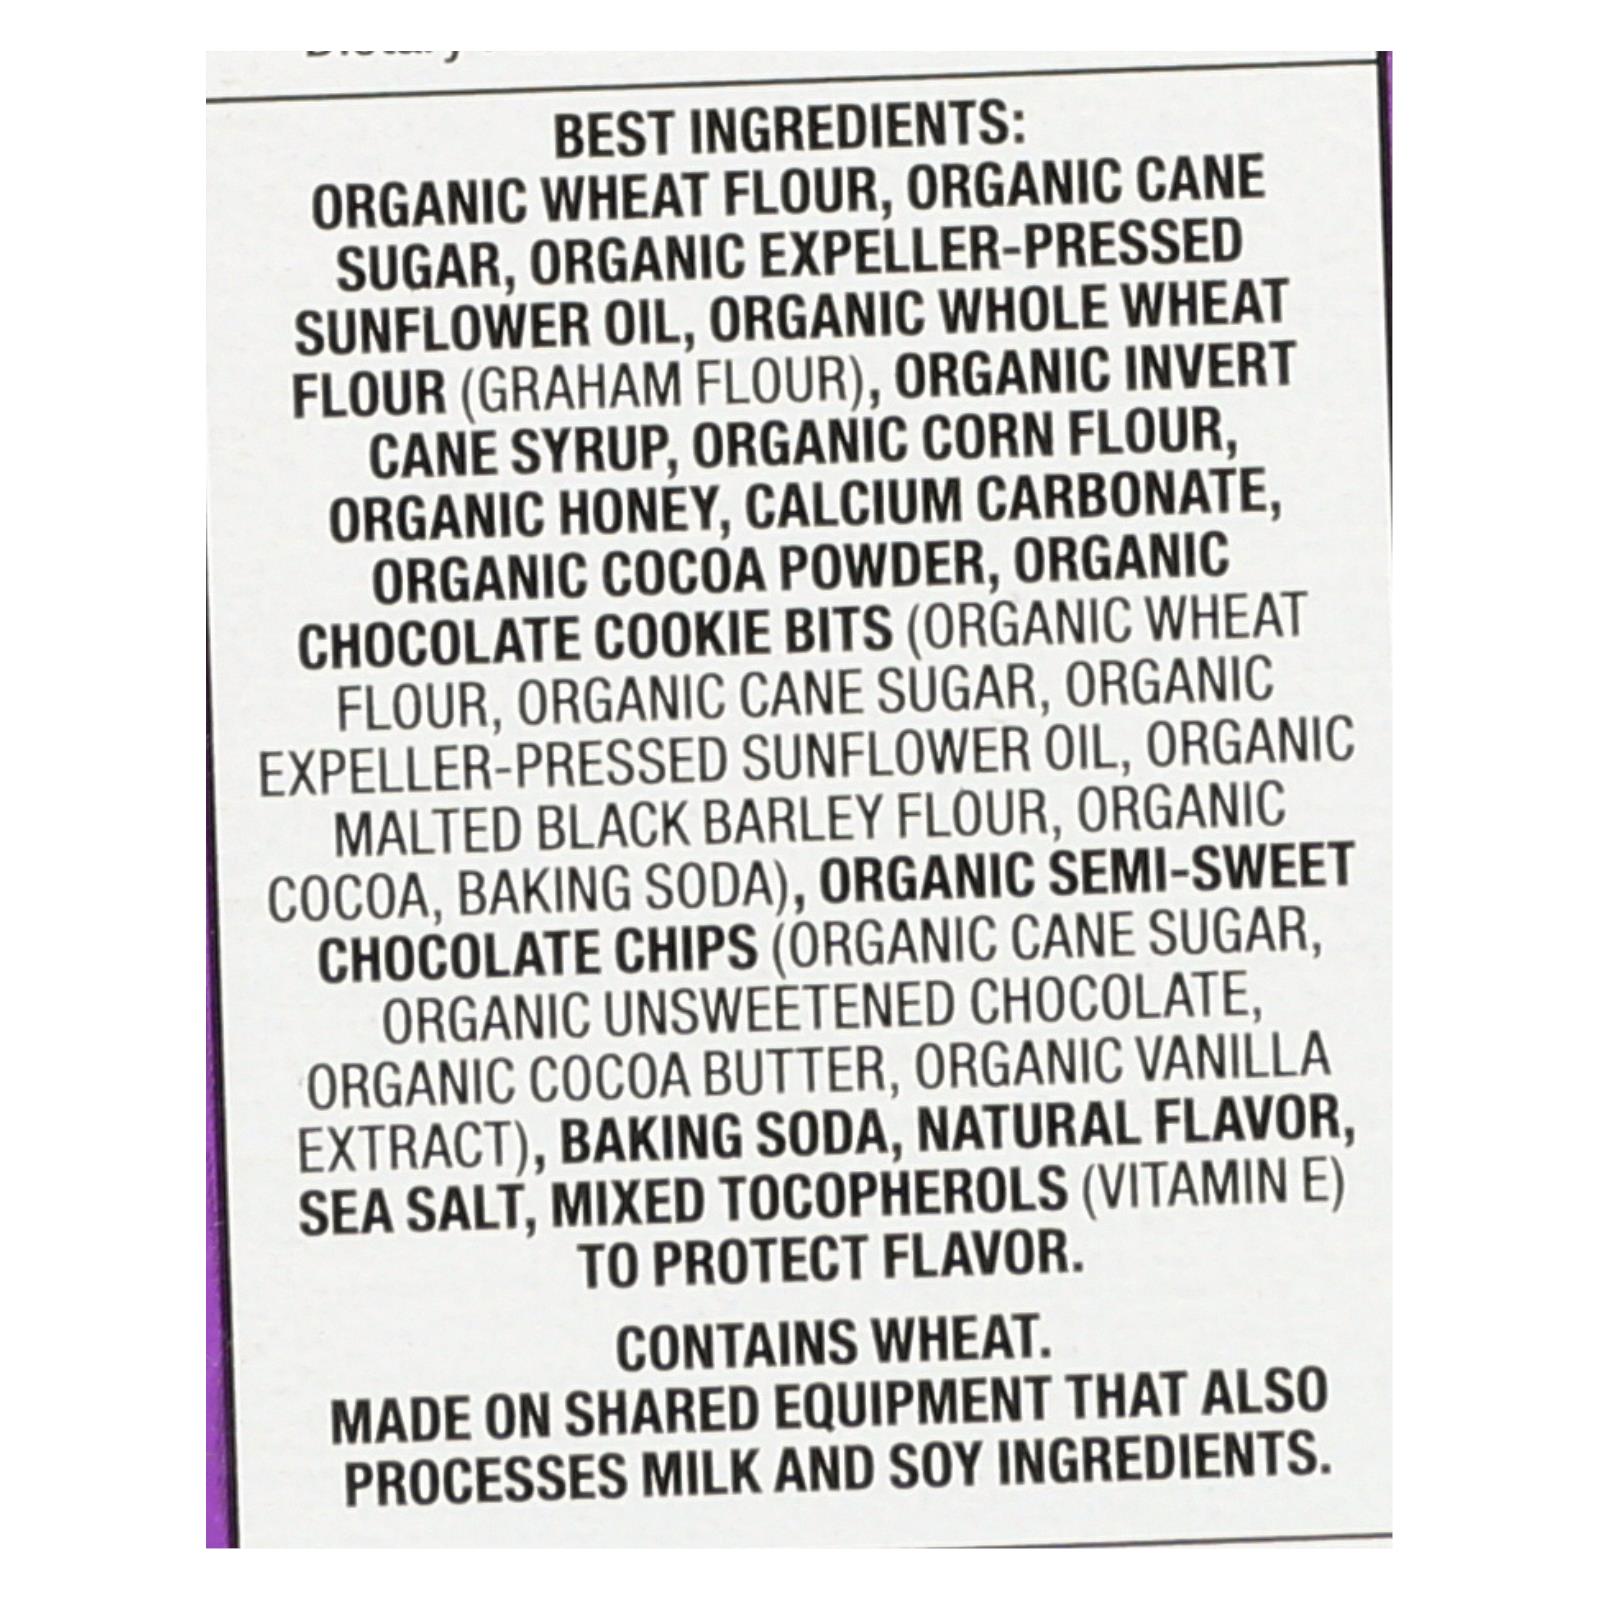 BEST INGREDIENTS:
ORGANIC WHEAT FLOUR, ORGANIC CANE
SUGAR, ORGANIC EXPELLER-PRESSED
SUNFLOWER OIL, ORGANIC WHOLE WHEAT
FLOUR (GRAHAM FLOUR), ORGANIC INVERT
CANE SYRUP, ORGANIC CORN FLOUR,
ORGANIC HONEY, CALCIUM CARBONATE,
ORGANIC COCOA POWDER, ORGANIC
CHOCOLATE COOKIE BITS (ORGANIC WHEAT
FLOUR, ORGANIC CANE SUGAR, ORGANIC
EXPELLER-PRESSED SUNFLOWER OIL, ORGANIC
MALTED BLACK BARLEY FLOUR, ORGANIC
COCOA, BAKING SODA), ORGANIC SEMI-SWEET
CHOCOLATE CHIPS (ORGANIC CANE SUGAR,
ORGANIC UNSWEETENED CHOCOLATE,
ORGANIC COCOA BUTTER, ORGANIC VANILLA
EXTRACT), BAKING SODA, NATURAL FLAVOR,
SEA SALT, MIXED TOCOPHEROLS (VITAMIN E)
TO PROTECT FLAVOR.
CONTAINS WHEAT.
MADE ON SHARED EQUIPMENT THAT ALSO
PROCESSES MILK AND SOY INGREDIENTS.